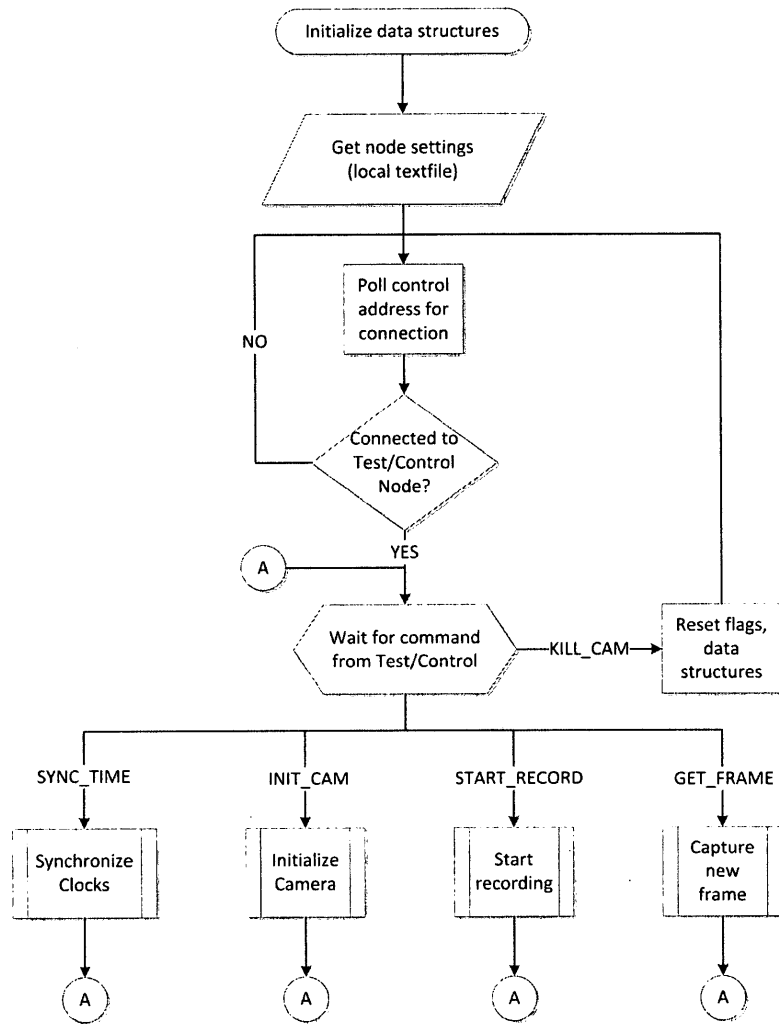 Initialize data structures
Get node settings
(local textfile)
Poll control
address for
connection
NO
Connected to
Test/Control
Node?
YES
A
Wait for command
from Test/Control
KILL_CAM
Reset flags,
data
structures
SYNC_TIME
INIT_CAM
START_RECORD
GET_FRAME
Synchronize
Clocks
Initialize
Camera
Start
recording
Capture
new
frame
A
A
A
A